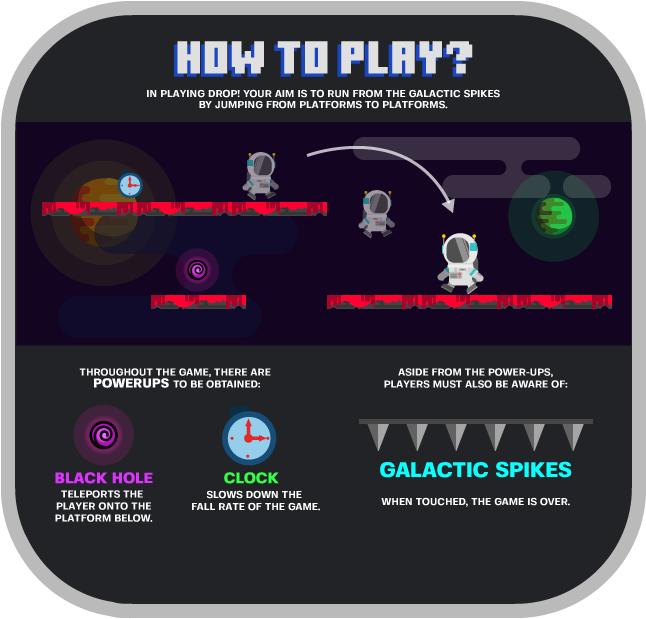 HOW TO PLAY?
IN PLAYING DROP! YOUR AIM IS TO RUN FROM THE GALACTIC SPIKES
BY JUMPING FROM PLATFORMS TO PLATFORMS.
THROUGHOUT THE GAME, THERE ARE
POWERUPS TO BE OBTAINED:
BLACK HOLE
TELEPORTS THE
PLAYER ONTO THE
PLATFORM BELOW.
CLOCK
SLOWS DOWN THE
FALL RATE OF THE GAME.
ASIDE FROM THE POWER-UPS,
PLAYERS MUST ALSO BE AWARE OF:
GALACTIC SPIKES
WHEN TOUCHED, THE GAME IS OVER.